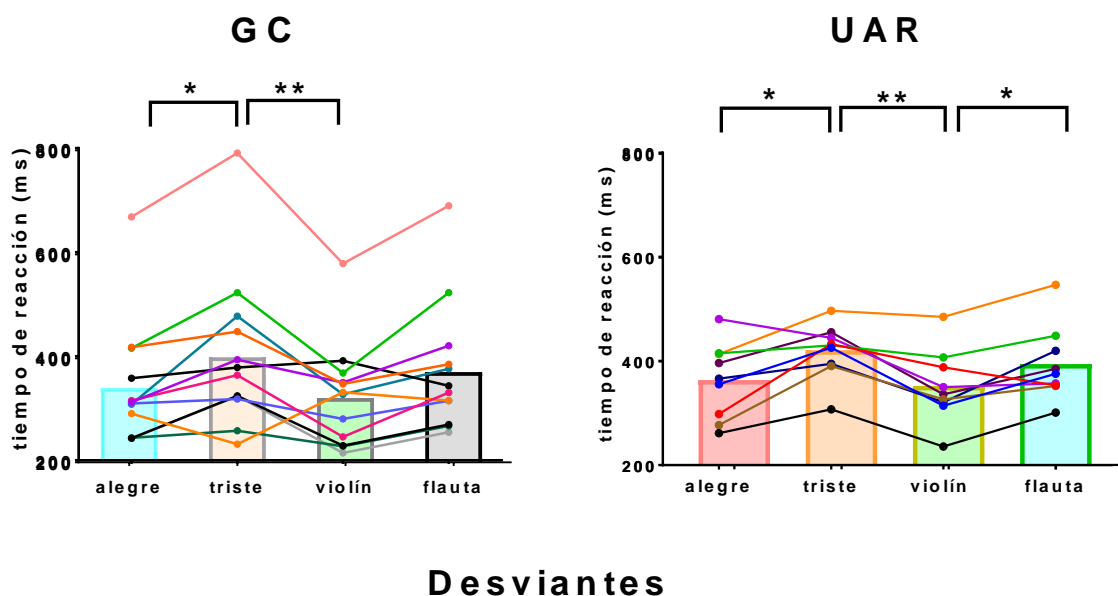 GC
UAR
* **
* ** *
tiempo de reacción (ms)
800
600
400
200
alegre triste violín flauta
tiempo de reacción (ms)
800
600
400
200
alegre triste violín flauta
Desviantes